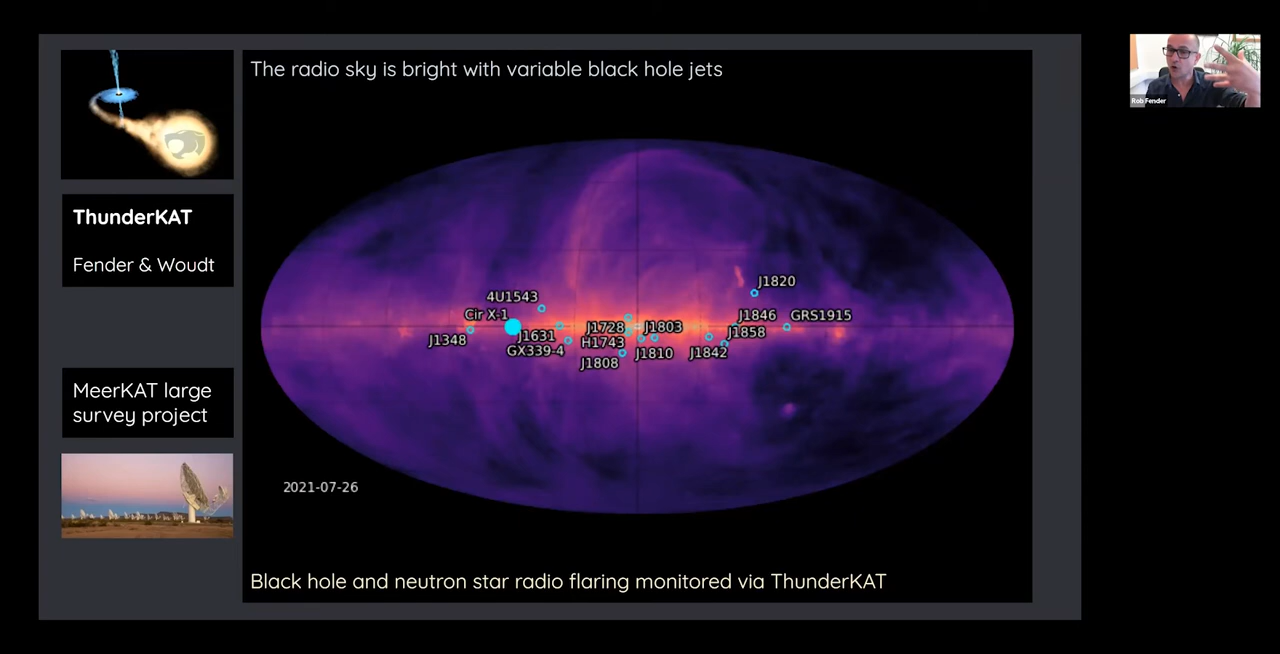 The radio sky is bright with variable black hole jets
Rob Fender
ThunderKAT
Fender & Woudt
MeerKAT large
survey project
J1820
4U1543
Cir X-1
J1846
GRS1915
J1348
J1631
J1728
J1803
J1858
GX339-4
H1743
J1808
J1810
J1842
2021-07-26
Black hole and neutron star radio flaring monitored via ThunderKAT